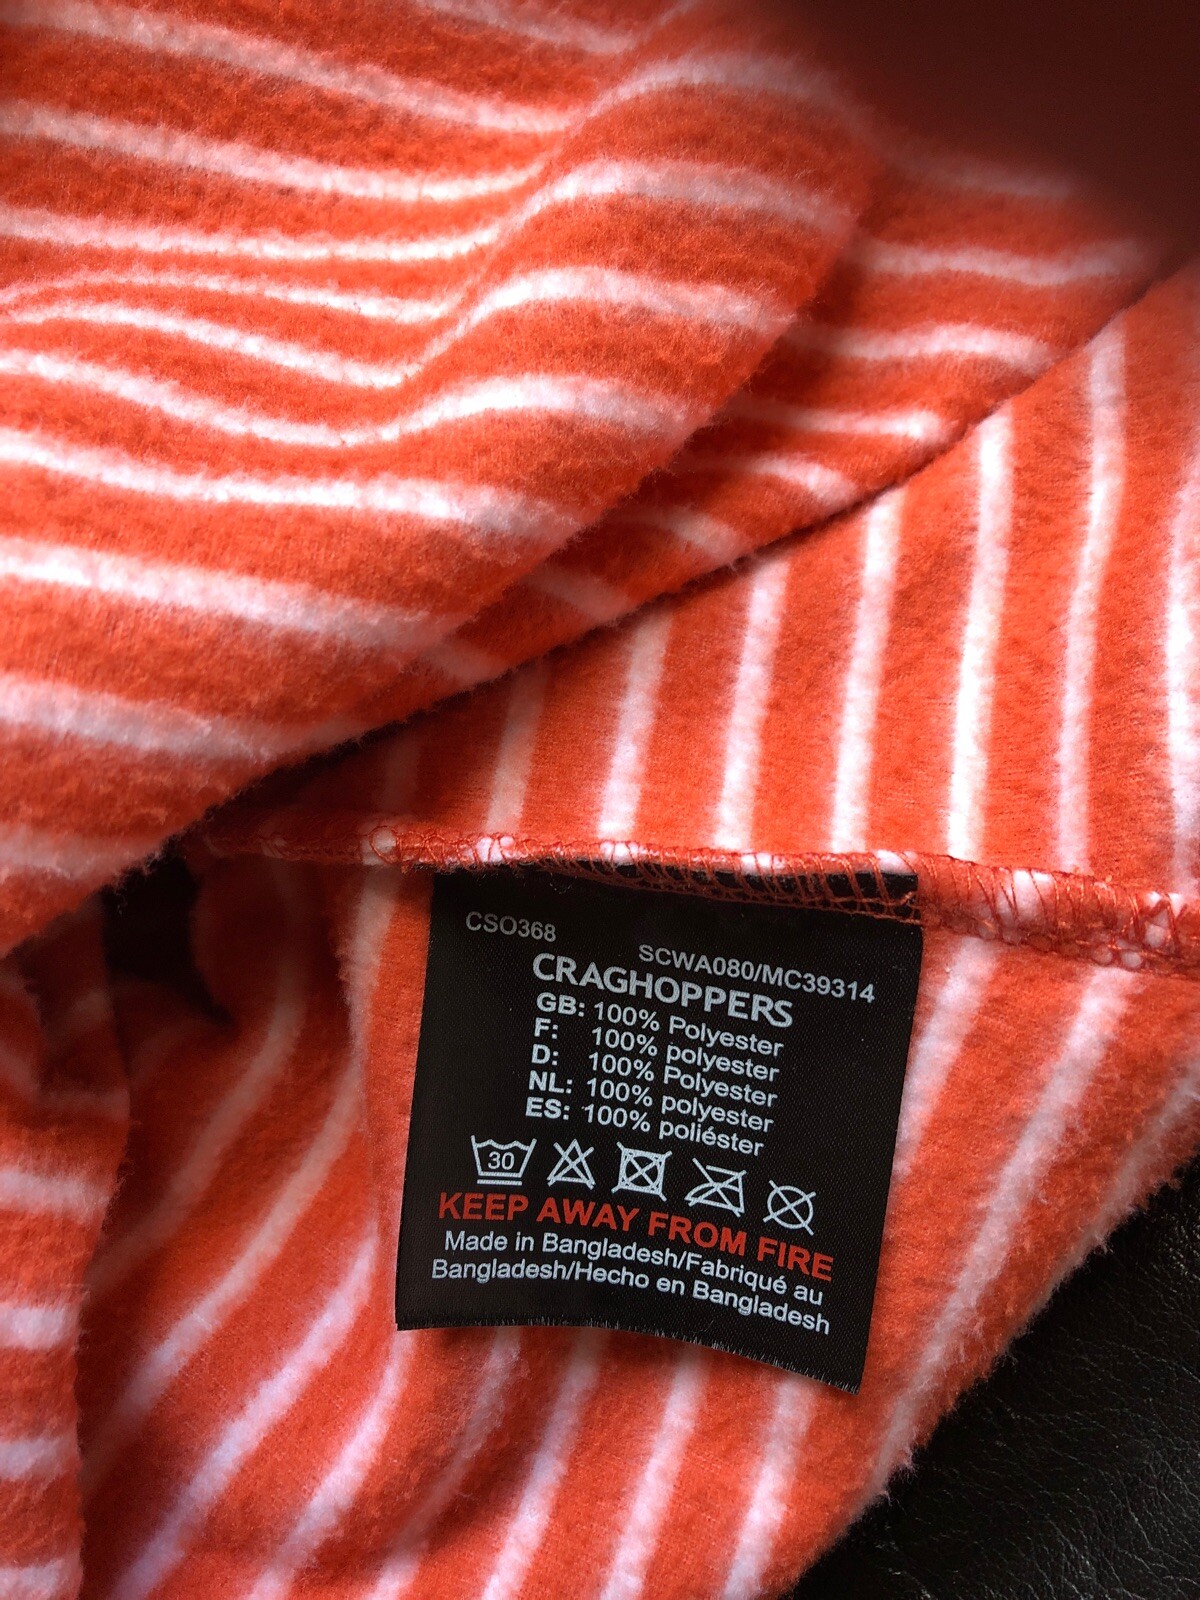 CSO368
SCWA080/MC39314
CRAGHOPPERS
GB: 100% Polyester
F: 100% polyester
D: 100% Polyester
NL: 100% polyester
ES: 100% poliéster
30
KEEP AWAY FROM FIRE
Made in Bangladesh/Fabriqué au
Bangladesh/Hecho en Bangladesh